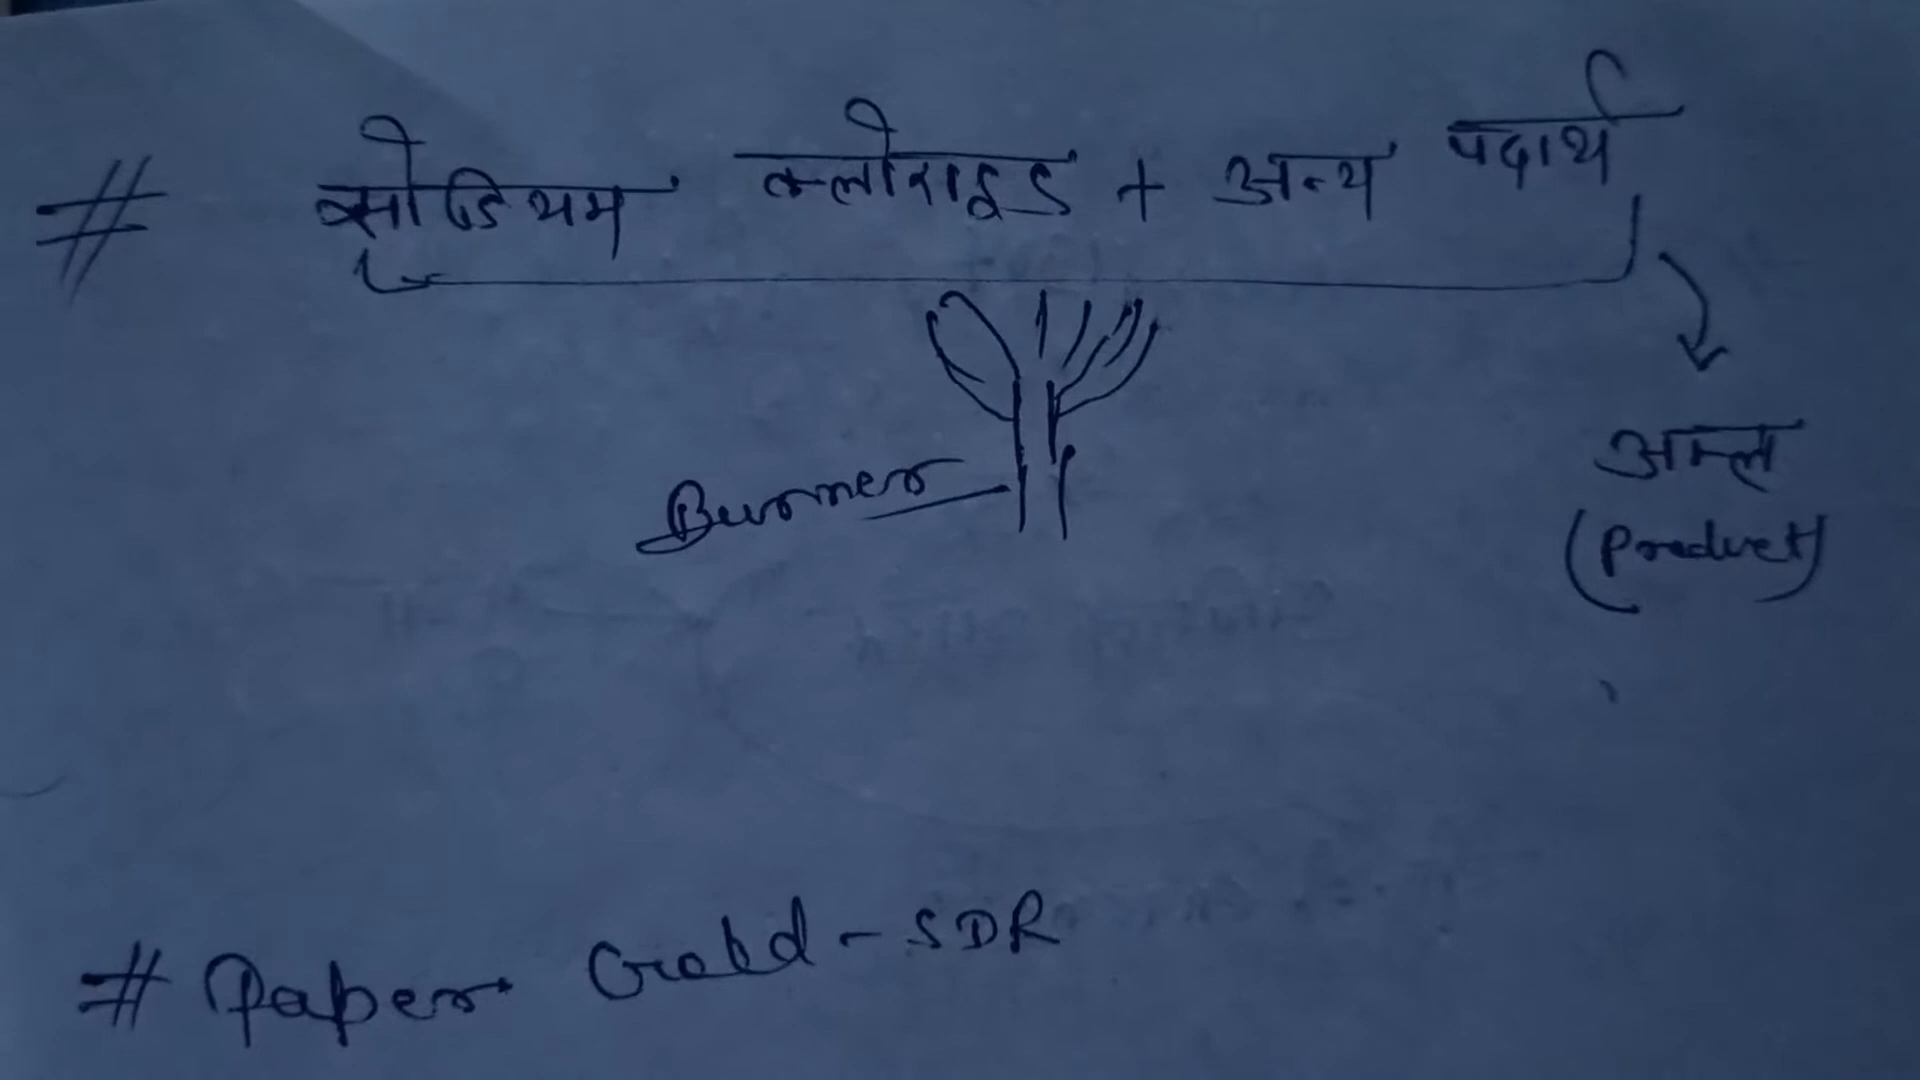 # सोडियम क्लोराइड + अन्य पदार्थ
Burner
अम्ल
(Product)
# Paper Gold - SDR